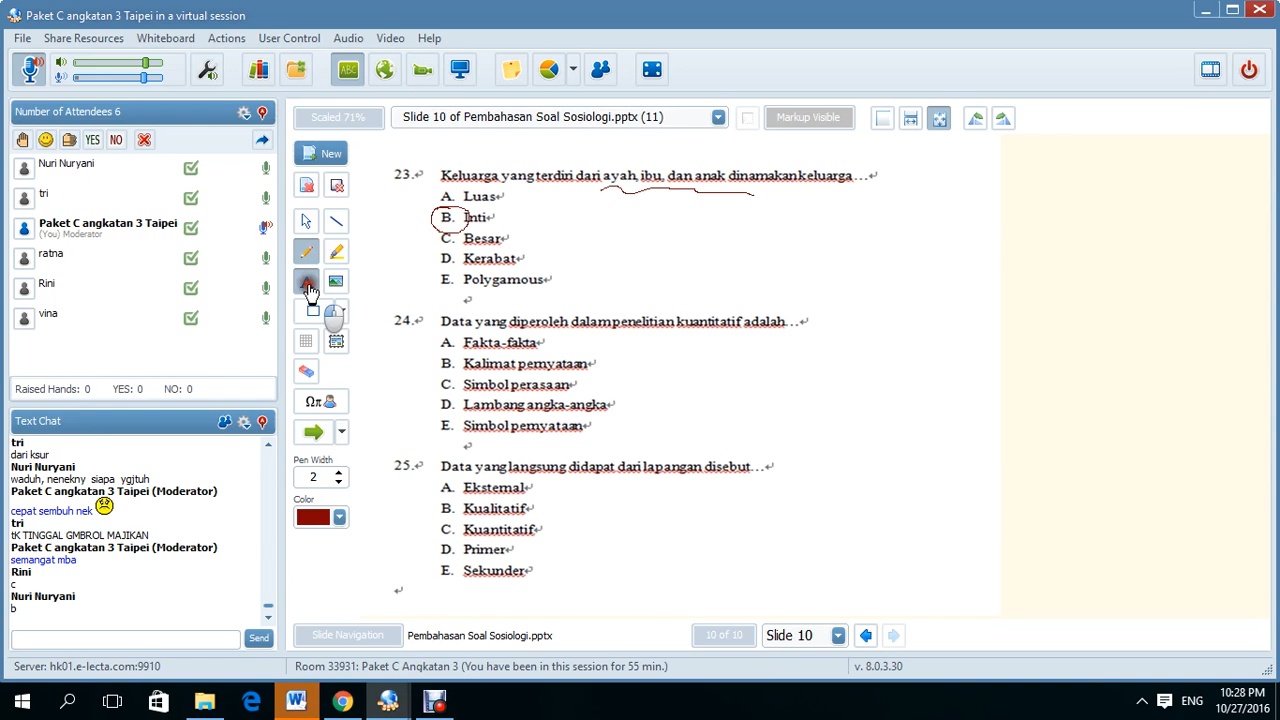 Paket C angkatan 3 Taipei in a virtual session
File Share Resources Whiteboard Actions User Control Audio Video Help
Number of Attendees 6
YES NO
Nuri Nuryani
tri
Paket C angkatan 3 Taipei
(You) Moderator
ratna
Rini
vina
Raised Hands: 0 YES: 0 NO: 0
Text Chat
tri
dari ksur
Nuri Nuryani
waduh, nenekny siapa ygjtuh
Paket C angkatan 3 Taipei (Moderator)
cepat sembuh nek
tri
tK TINGGAL GMBROL MAJIKAN
Paket C angkatan 3 Taipei (Moderator)
semangat mba
Rini
c
Nuri Nuryani
b
Send
ABC
Scaled 71%
Slide 10 of Pembahasan Soal Sosiologi.pptx (11)
Markup Visible
New
Ωπ
Pen Width
2
Color
23. Keluarga yang terdiri dari ayah, ibu, dan anak dinamakankeluarga...
A. Luas
B. Inti
C. Besar
D. Kerabat
E. Polygamous
24. Data yang diperoleh dalampenelitian kuantitatif adalah...
A. Fakta-fakta
B. Kalimat pernyataan
C. Simbol perasaan
D. Lambang angka-angka
E. Simbol pernyataan
25. Data yang langsung didapat dari lapangan disebut...
A. Eksternal
B. Kualitatif
C. Kuantitatif
D. Primer
E. Sekunder
Slide Navigation
Pembahasan Soal Sosiologi.pptx
10 of 10
Slide 10
Server: hk01.e-lecta.com:9910
Room 33931: Paket C Angkatan 3 (You have been in this session for 55 min.)
v. 8.0.3.30
ENG
10:28 PM
10/27/2016